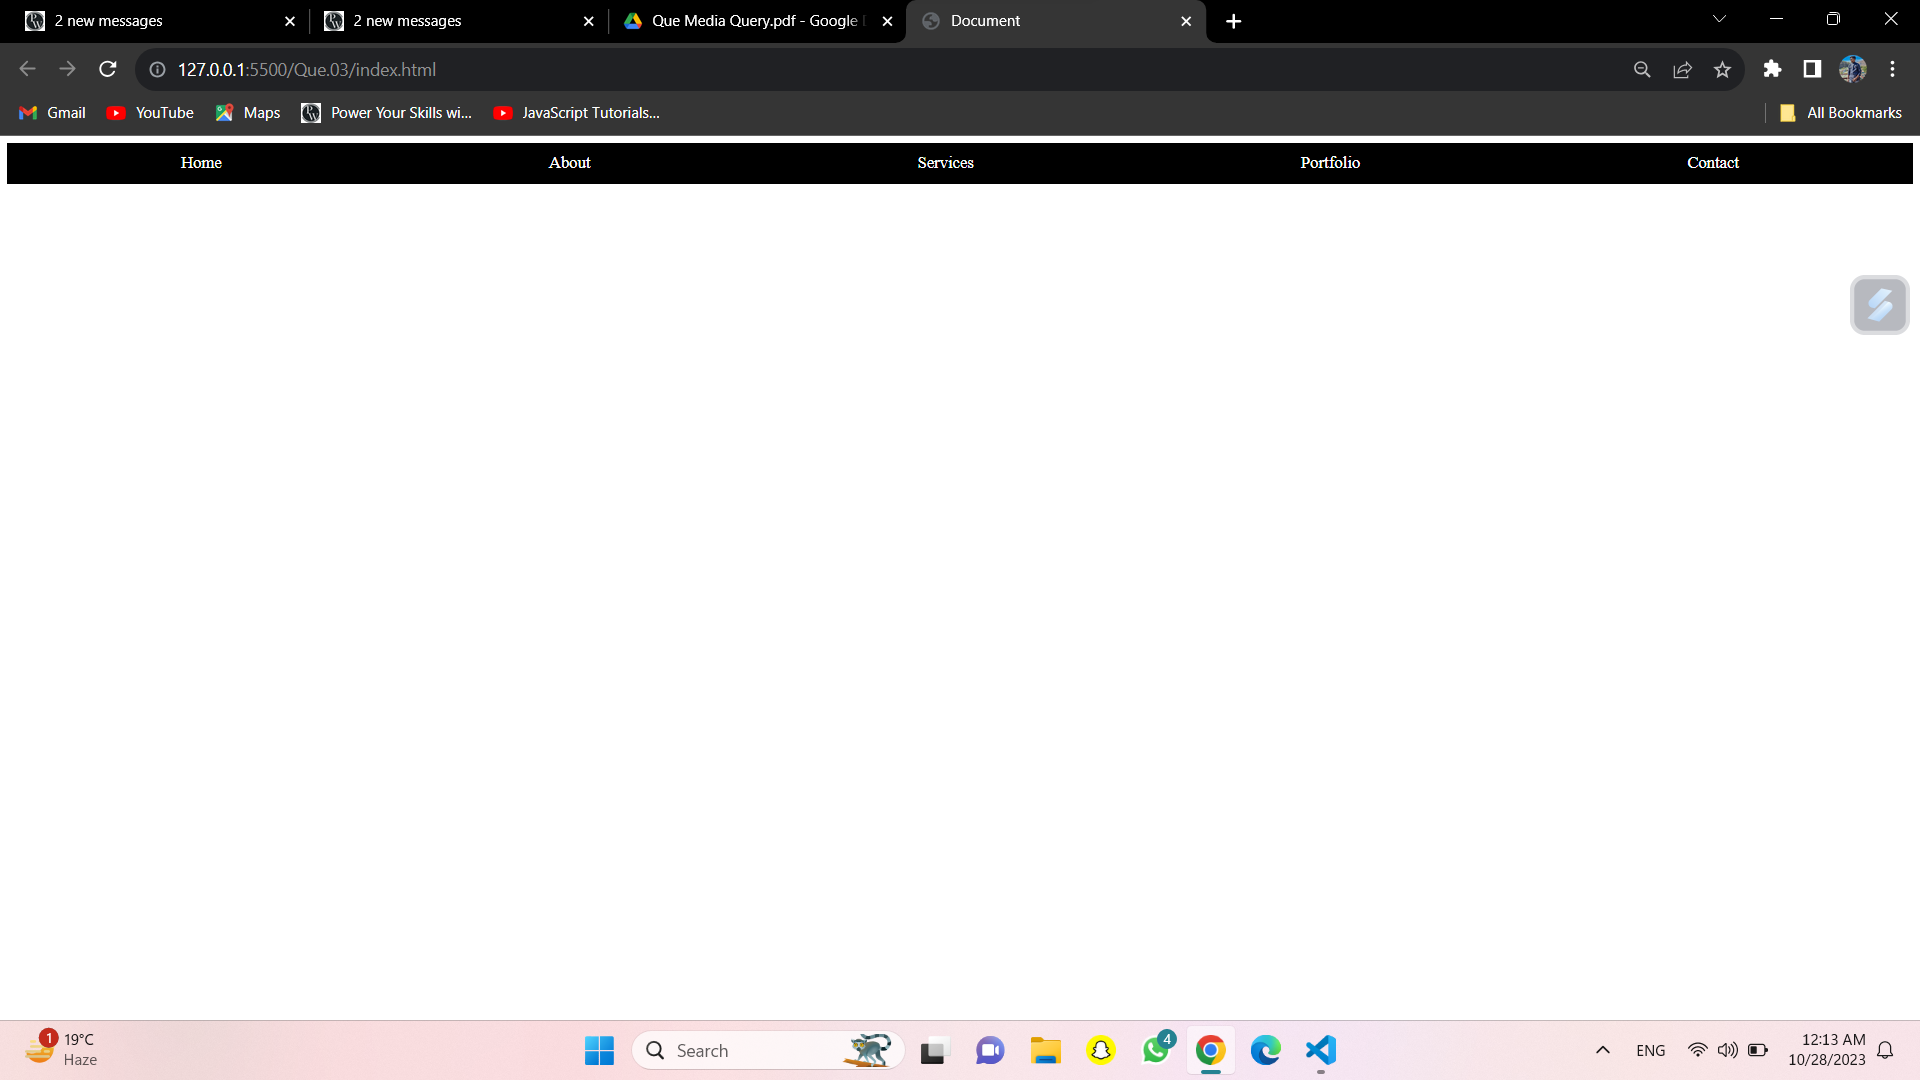 2 new messages
2 new messages
Que Media Query.pdf - Google
Document
127.0.0.1:5500/Que.03/index.html
Gmail
YouTube
Maps
Power Your Skills wi...
JavaScript Tutorials...
All Bookmarks
Home About Services Portfolio Contact
1
19°C
Haze
Search
4
ENG
12:13 AM
10/28/2023